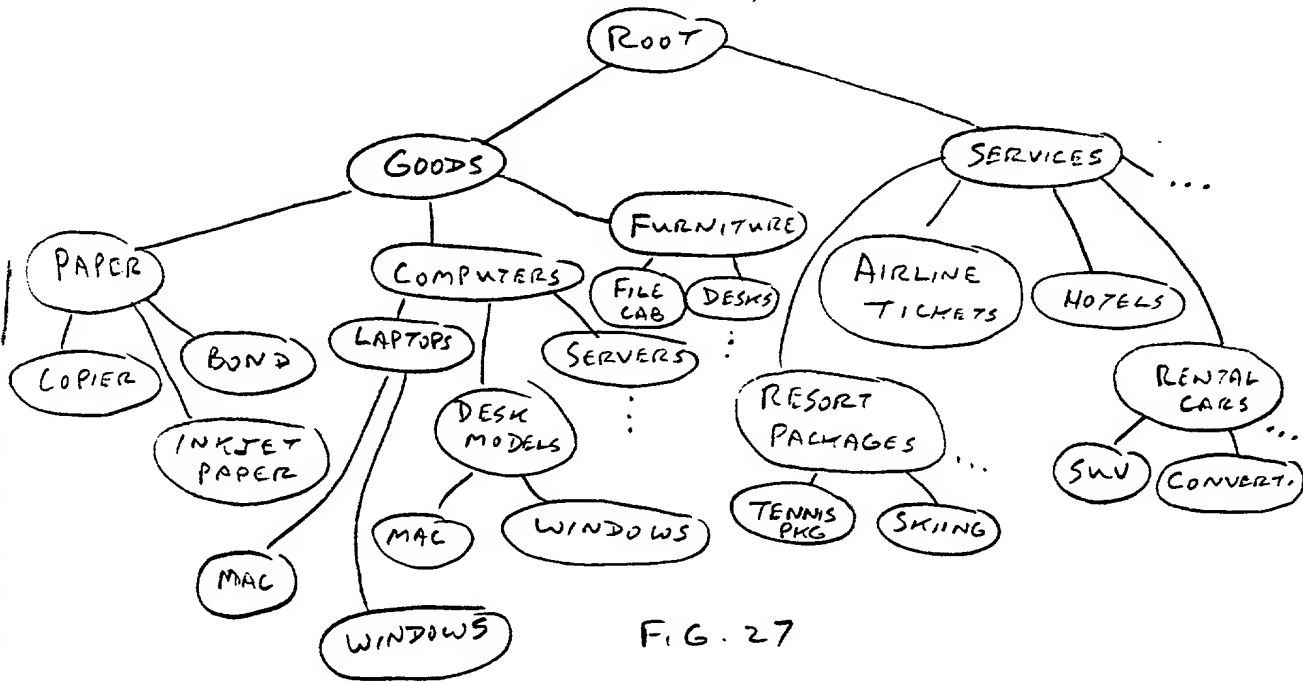 ROOT
GOODS
SERVICES
...
FURNITURE
PAPER
COMPUTERS
FILE
CAB
DESKS
AIRLINE
TICKETS
HOTELS
LAPTOPS
BOND
SERVERS
COPIER
RENTAL
CARS
...
RESORT
PACKAGES
...
DESK
MODELS
INKJET
PAPER
SUV
CONVERT.
TENNIS
PKG
SKIING
MAC
WINDOWS
MAC
WINDOWS
FIG. 27